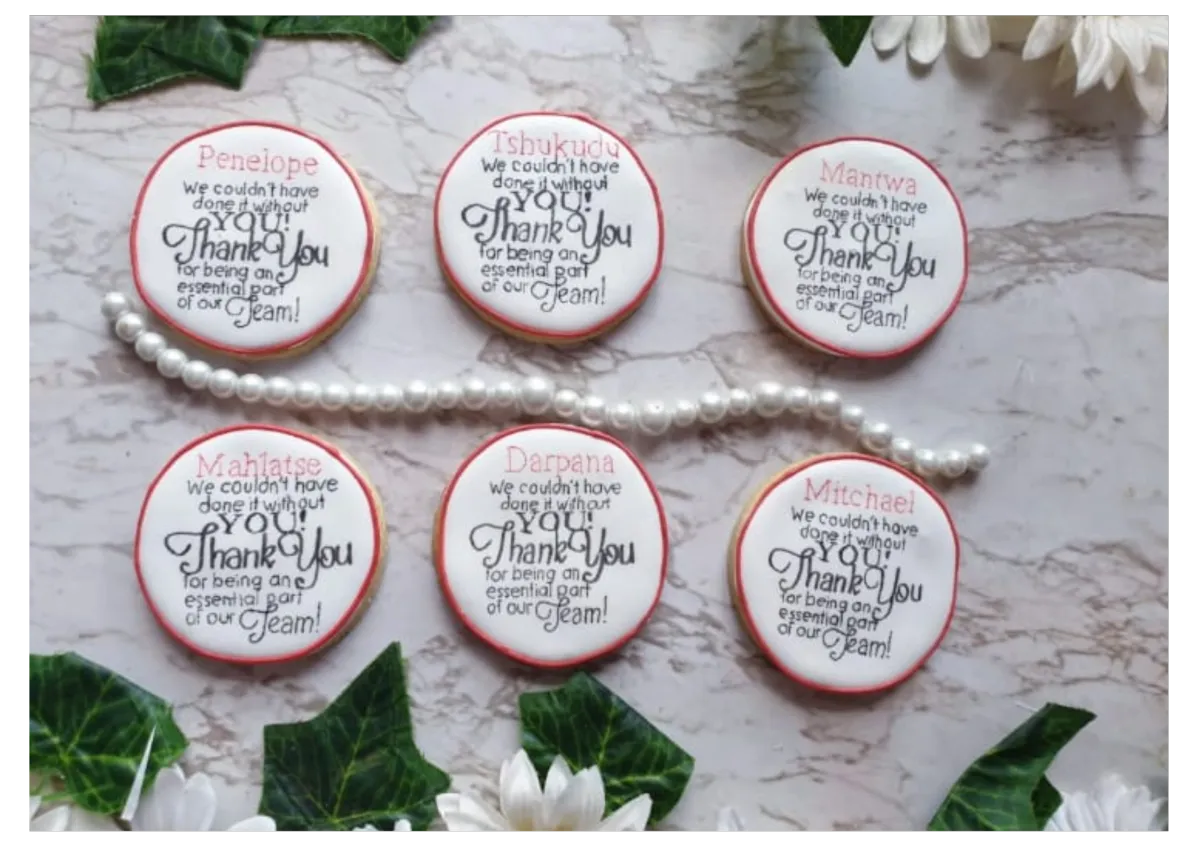 Penelope
We couldn't have
done it without
YOU!
Thank You
for being an
essential part
of our Team!
Tshukudu
We couldn't have
done it without
YOU!
Thank You
for being an
essential part
of our Team!
Mantwa
We couldn't have
done it without
YOU!
Thank You
for being an
essential part
of our Team!
Mahlatse
We couldn't have
done it without
YOU!
Thank You
for being an
essential part
of our Team!
Darpana
We couldn't have
done it without
YOU!
Thank You
for being an
essential part
of our Team!
Mitchael
We couldn't have
done it without
YOU!
Thank You
for being an
essential part
of our Team!